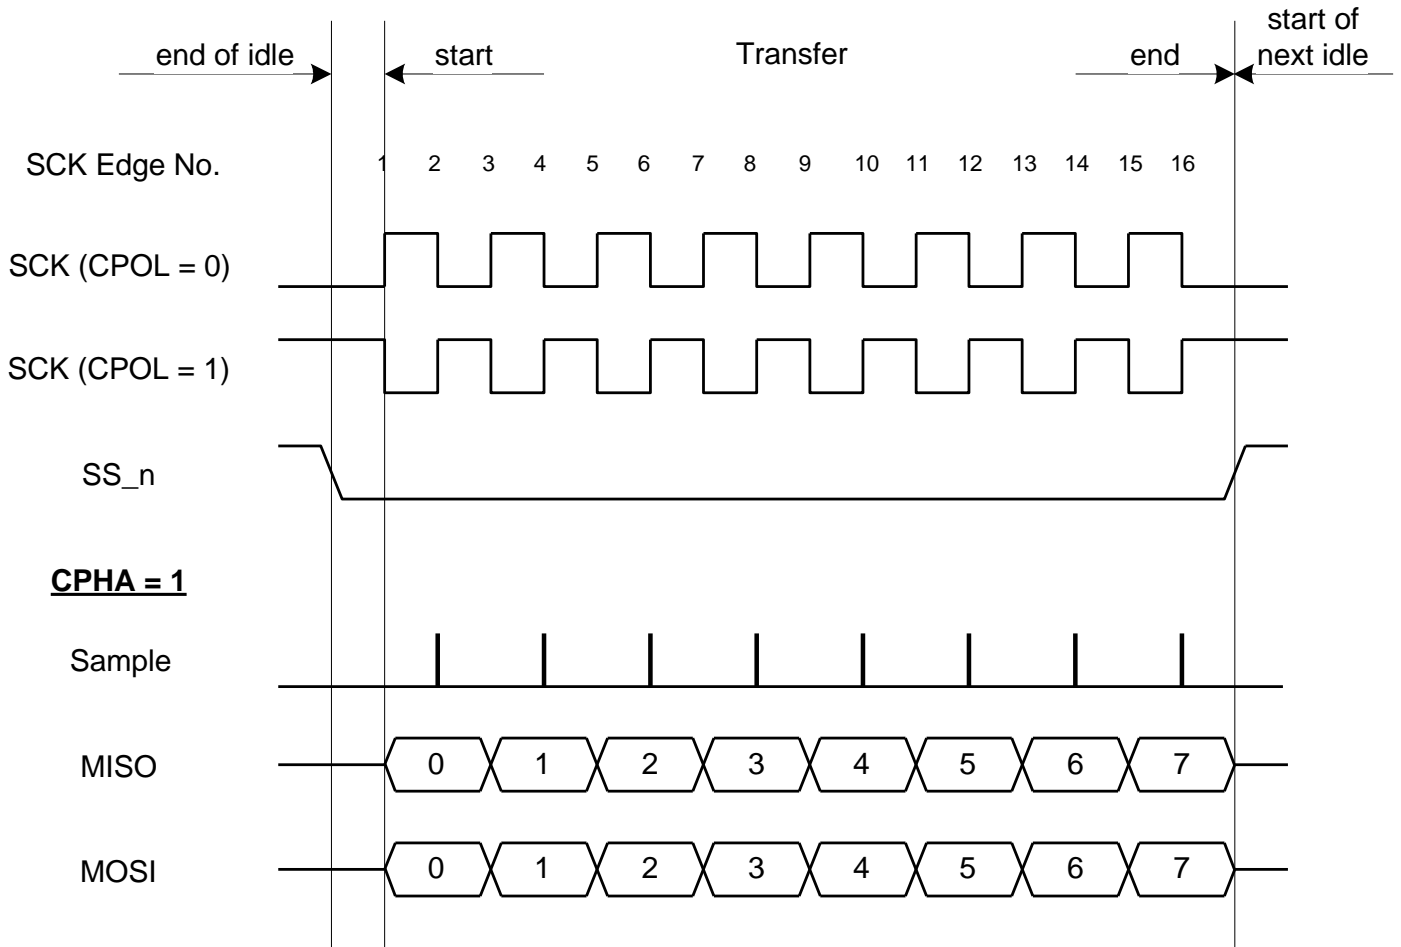 start of
end of idle start Transfer end next idle
SCK Edge No. 1 2 3 4 5 6 7 8 9 10 11 12 13 14 15 16
SCK (CPOL = 0)
SCK (CPOL = 1)
SS_n
CPHA = 1
Sample
MISO 0 1 2 3 4 5 6 7
MOSI 0 1 2 3 4 5 6 7